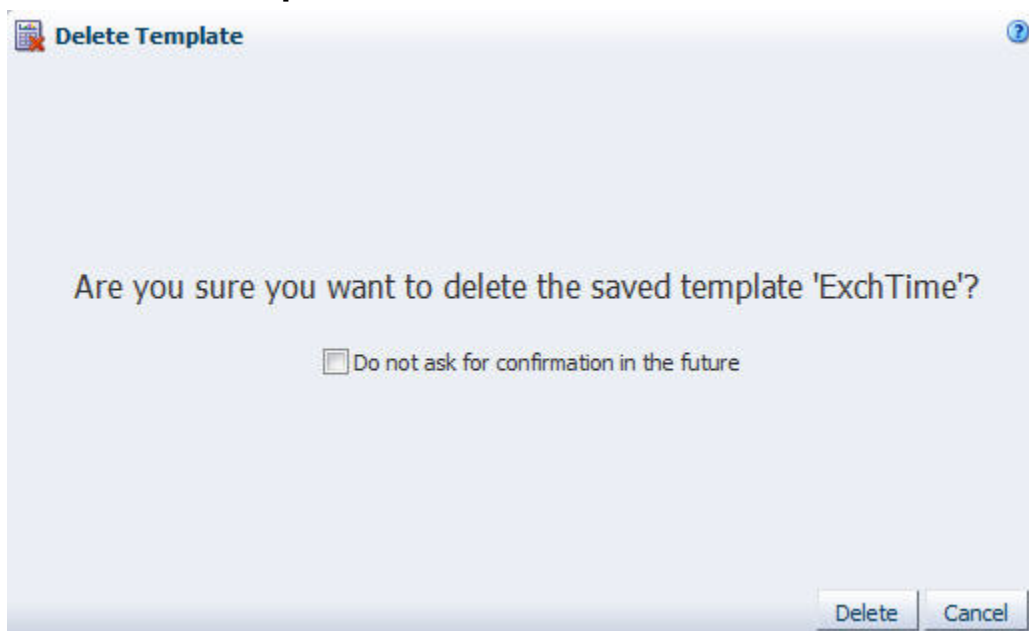 Delete Template
Are you sure you want to delete the saved template 'ExchTime'?
Do not ask for confirmation in the future
Delete Cancel